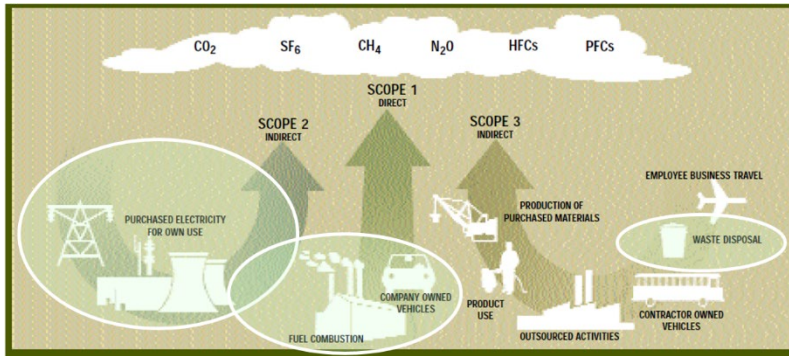 CO2 SF6 CH4 N2O HFCs PFCs
SCOPE 1
DIRECT
SCOPE 2
INDIRECT
SCOPE 3
INDIRECT
EMPLOYEE BUSINESS TRAVEL
PRODUCTION OF
PURCHASED MATERIALS
PURCHASED ELECTRICITY
FOR OWN USE
WASTE DISPOSAL
COMPANY OWNED
VEHICLES
PRODUCT
USE
CONTRACTOR OWNED
VEHICLES
FUEL COMBUSTION
OUTSOURCED ACTIVITIES